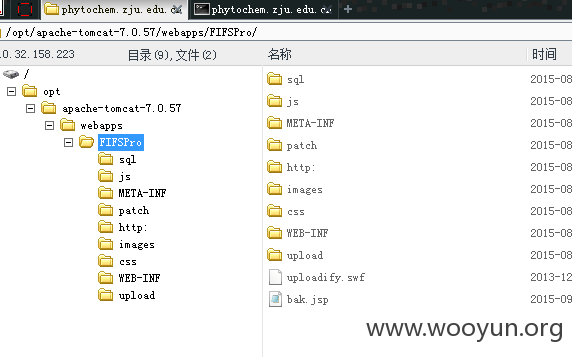 phytochem.zju.edu.c
phytochem.zju.edu.c
/opt/apache-tomcat-7.0.57/webapps/FIFSPro/
.0.32.158.223
目录(9),文件(2)
名称
时间
/
opt
apache-tomcat-7.0.57
webapps
FIFSPro
sql
js
META-INF
patch
http:
images
css
WEB-INF
upload
sql 2015-08
js 2015-08
META-INF 2015-08
patch 2015-08
http: 2015-08
images 2015-08
css 2015-08
WEB-INF 2015-08
upload 2015-08
uploadify.swf 2013-12
bak.jsp 2015-09
www.wooyun.org